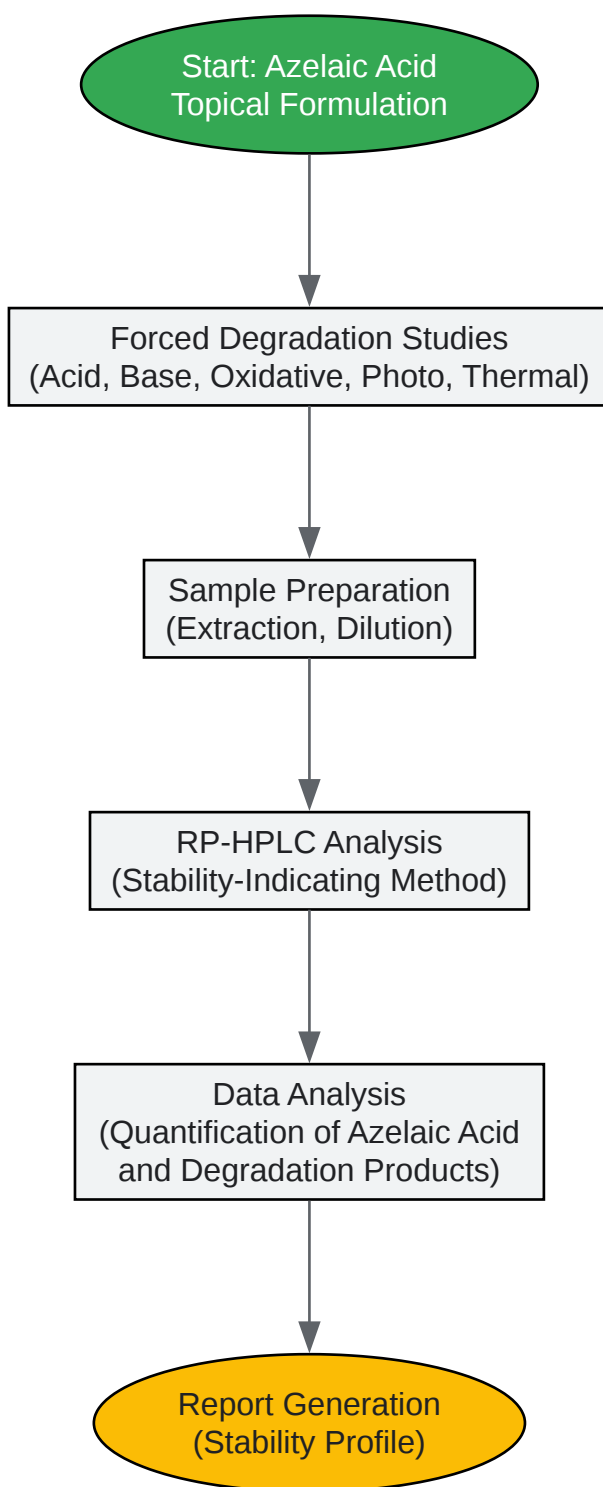 Start: Azelaic Acid
Topical Formulation
Forced Degradation Studies
(Acid, Base, Oxidative, Photo, Thermal)
Sample Preparation
(Extraction, Dilution)
RP-HPLC Analysis
(Stability-Indicating Method)
Data Analysis
(Quantification of Azelaic Acid
and Degradation Products)
Report Generation
(Stability Profile)